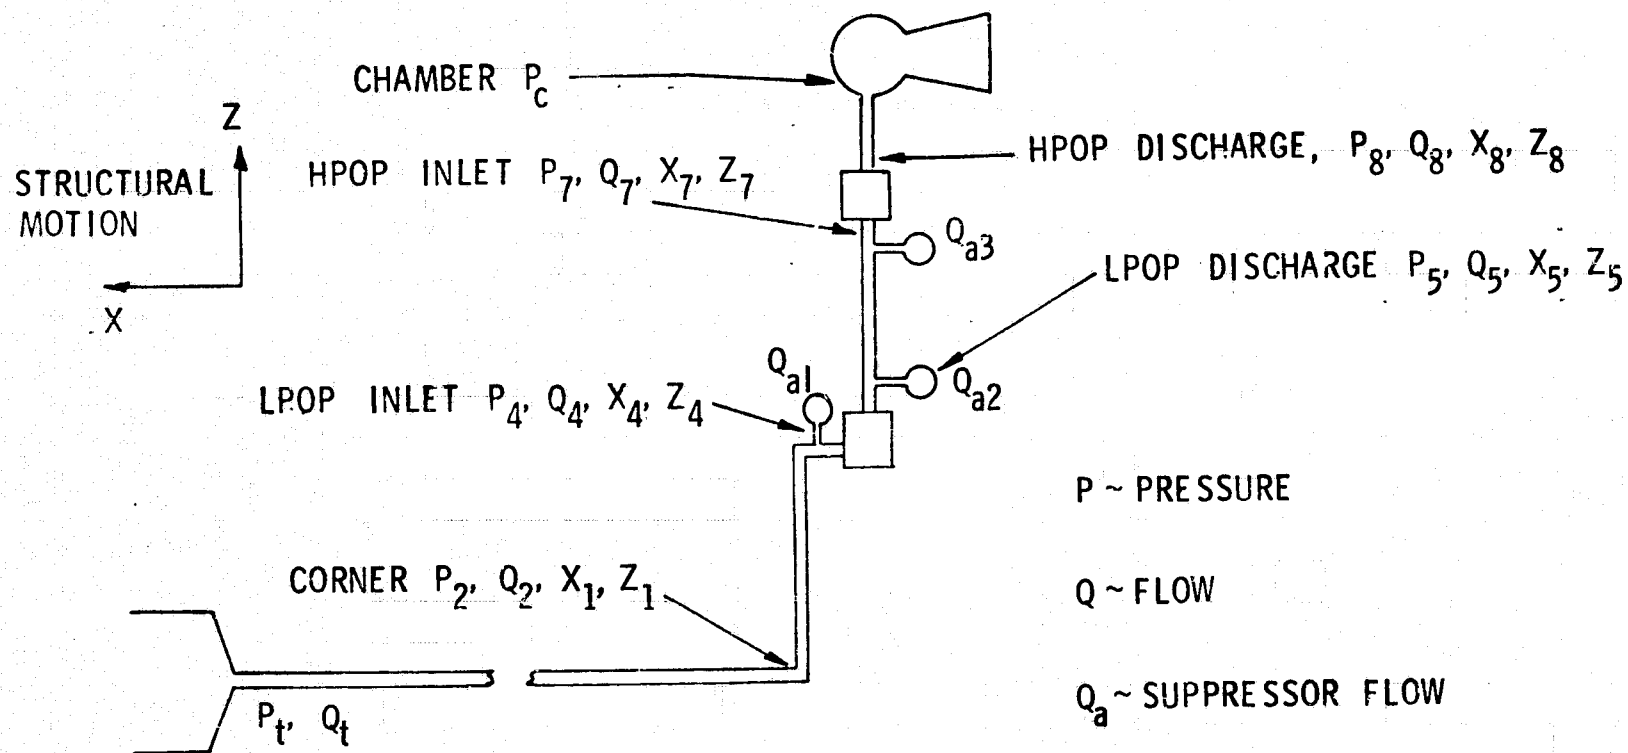 CHAMBER P_c
Z
STRUCTURAL
MOTION
X
HPOP INLET P_7, Q_7, X_7, Z_7
HPOP DISCHARGE, P_8, Q_8, X_8, Z_8
Q_a3
LPOP DISCHARGE P_5, Q_5, X_5, Z_5
Q_a1
LPOP INLET P_4, Q_4, X_4, Z_4
Q_a2
P ~ PRESSURE
CORNER P_2, Q_2, X_1, Z_1
Q ~ FLOW
P_t, Q_t
Q_a ~ SUPPRESSOR FLOW